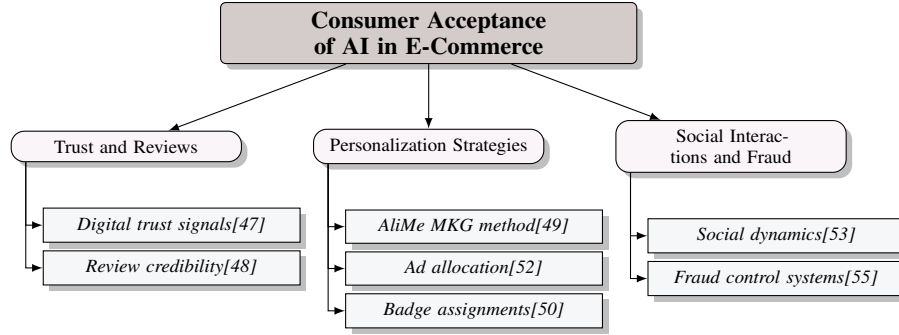 Consumer Acceptance
of AI in E-Commerce
Trust and Reviews
Digital trust signals[47]
Review credibility[48]
Personalization Strategies
AliMe MKG method[49]
Ad allocation[52]
Badge assignments[50]
Social Interac-
tions and Fraud
Social dynamics[53]
Fraud control systems[55]